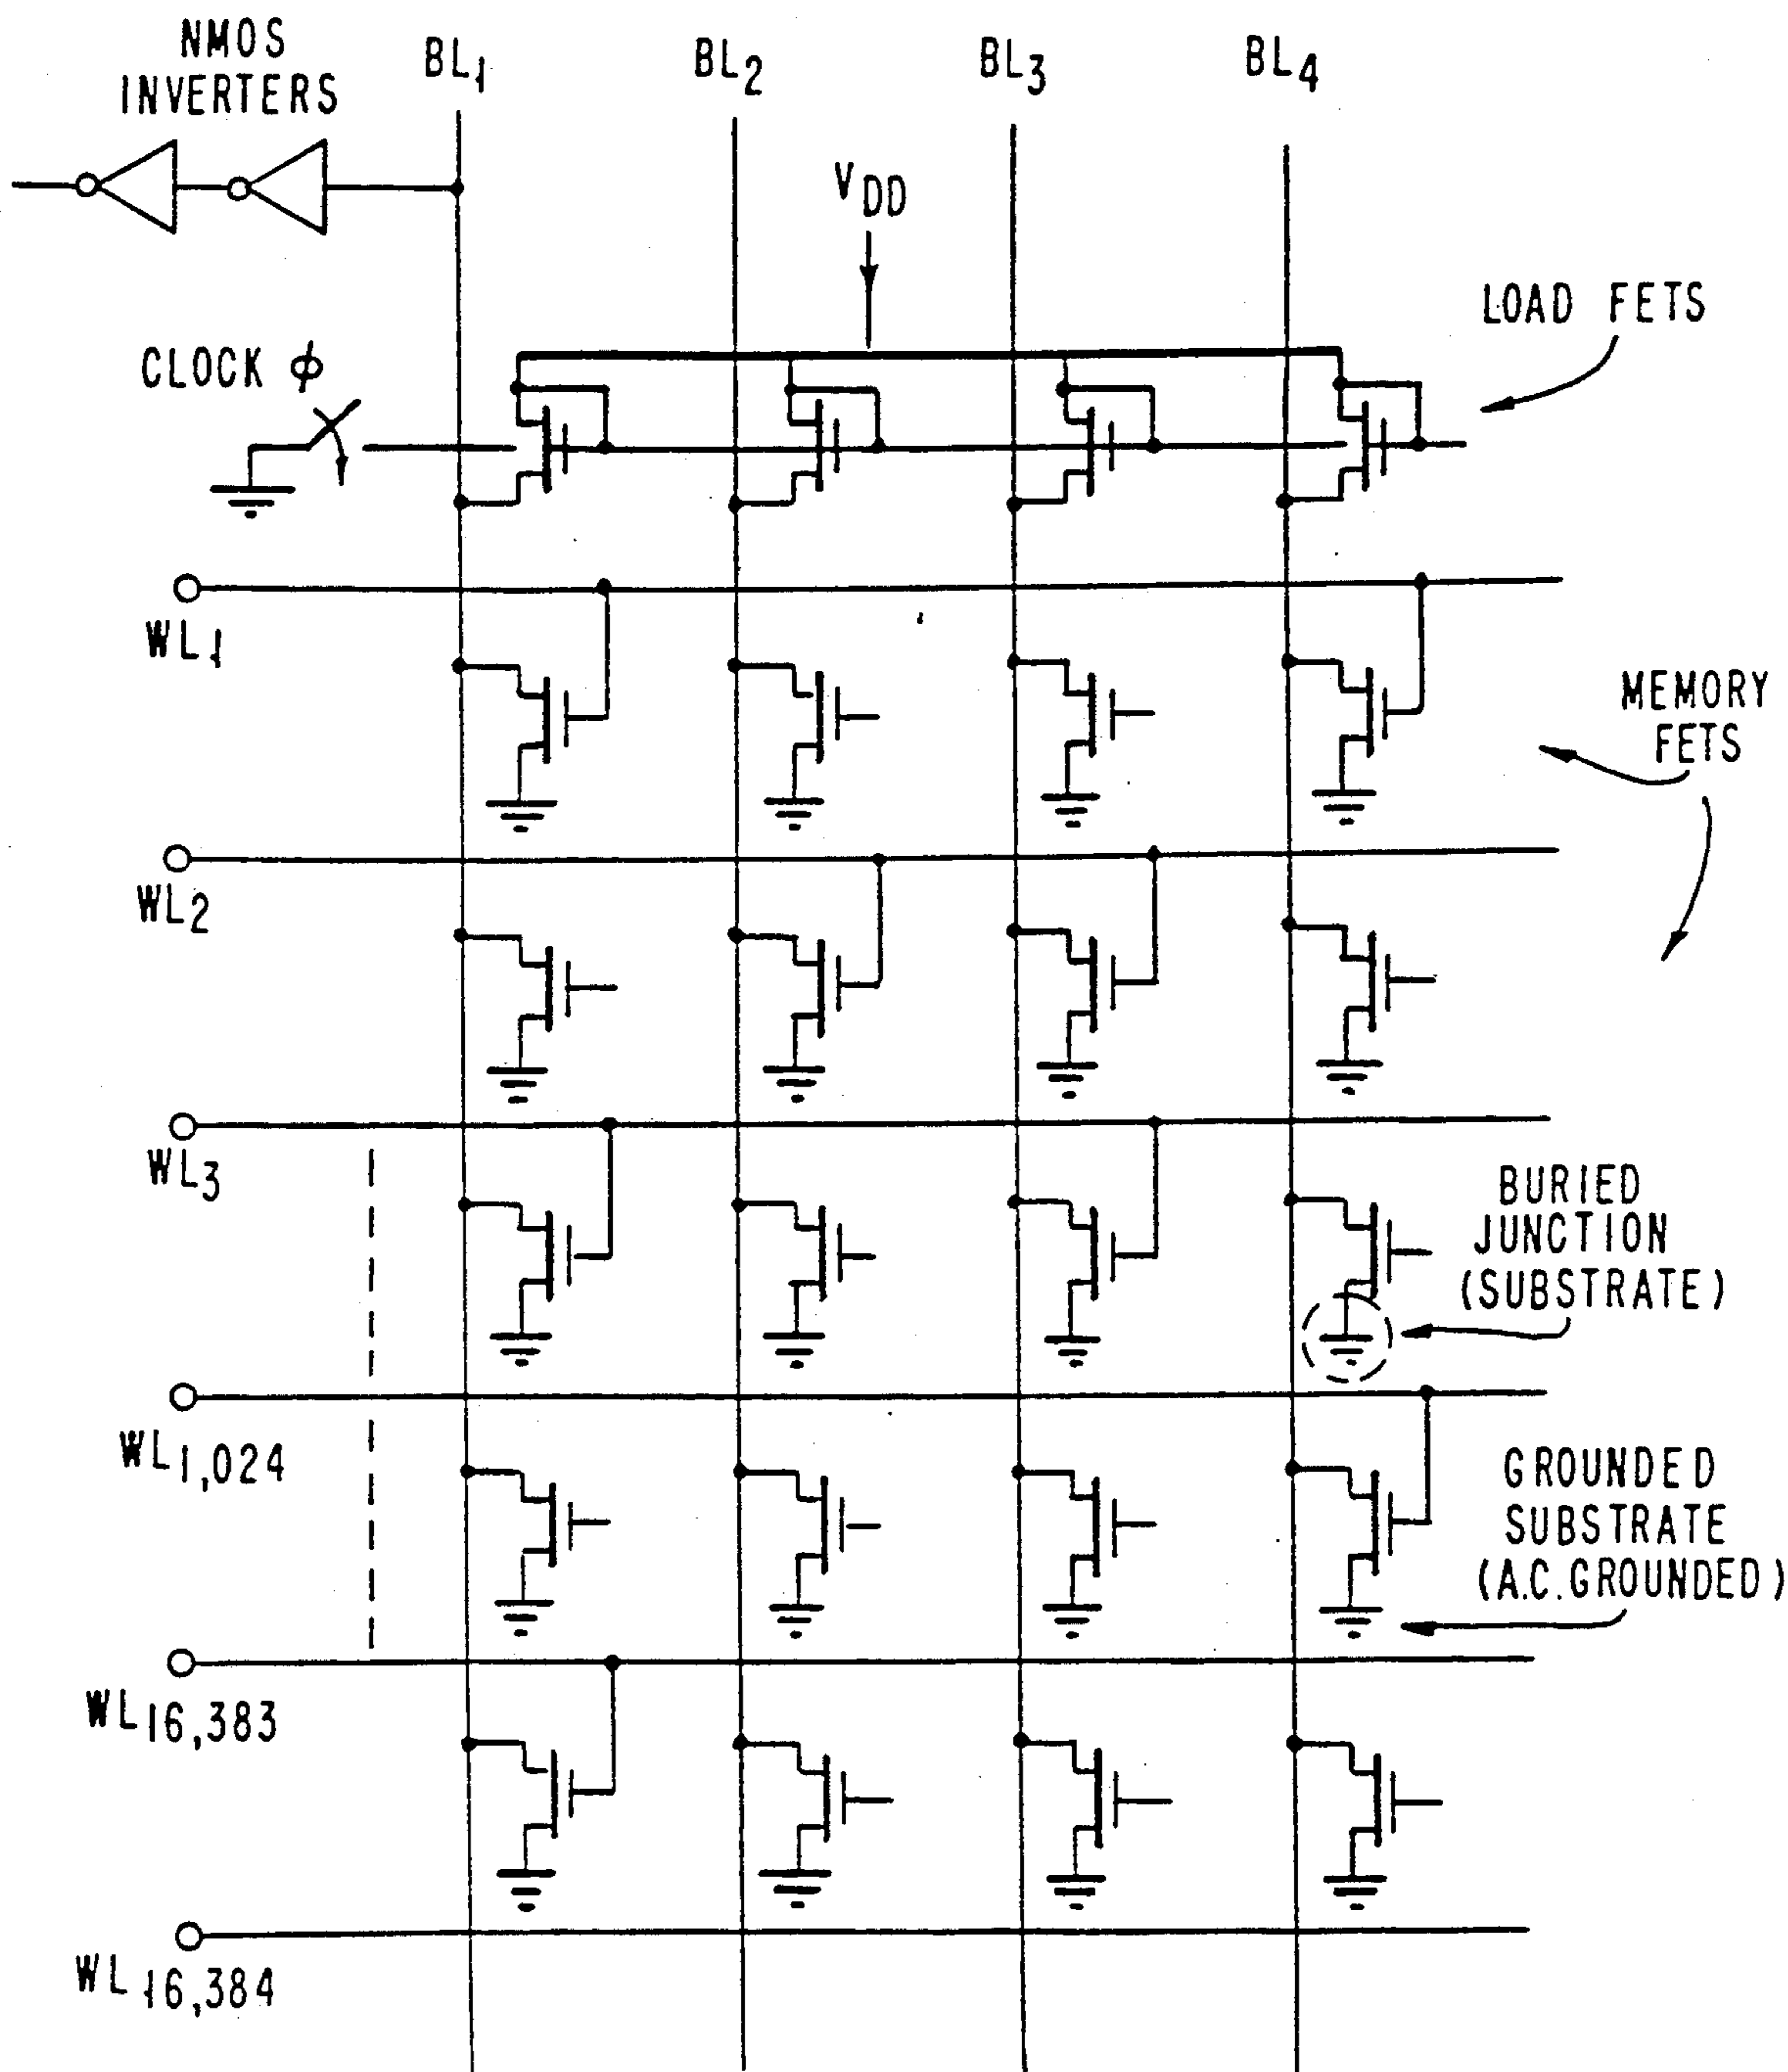 NMOS
INVERTERS
BL1
BL2
BL3
BL4
VDD
LOAD FETS
CLOCK ϕ
WL1
MEMORY
FETS
WL2
WL3
BURIED
JUNCTION
(SUBSTRATE)
WL1,024
GROUNDED
SUBSTRATE
(A.C.GROUNDED)
WL16,383
WL16,384